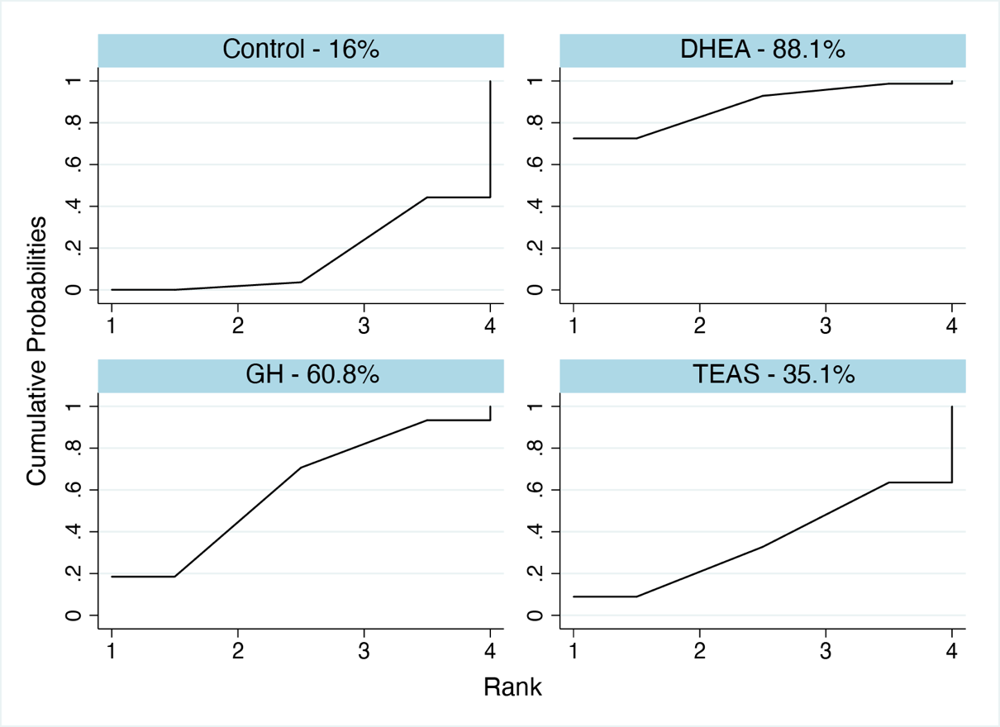 Control - 16%
DHEA - 88.1%
1
.8
.6
.4
.2
0
1 2 3 4
1
.8
.6
.4
.2
0
1 2 3 4
GH - 60.8%
TEAS - 35.1%
1
.8
.6
.4
.2
0
1 2 3 4
1
.8
.6
.4
.2
0
1 2 3 4
Cumulative Probabilities
Rank